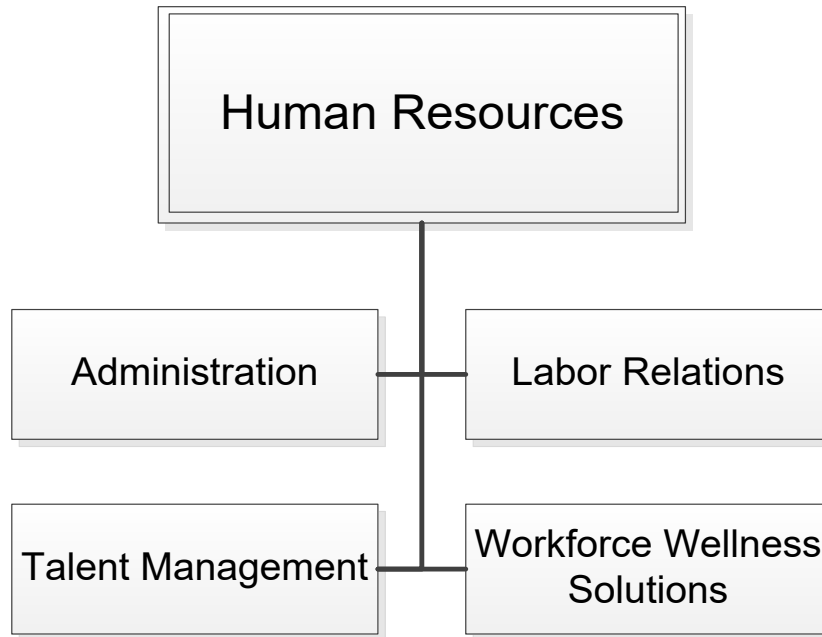 Human Resources
Administration
Labor Relations
Talent Management
Workforce Wellness
Solutions